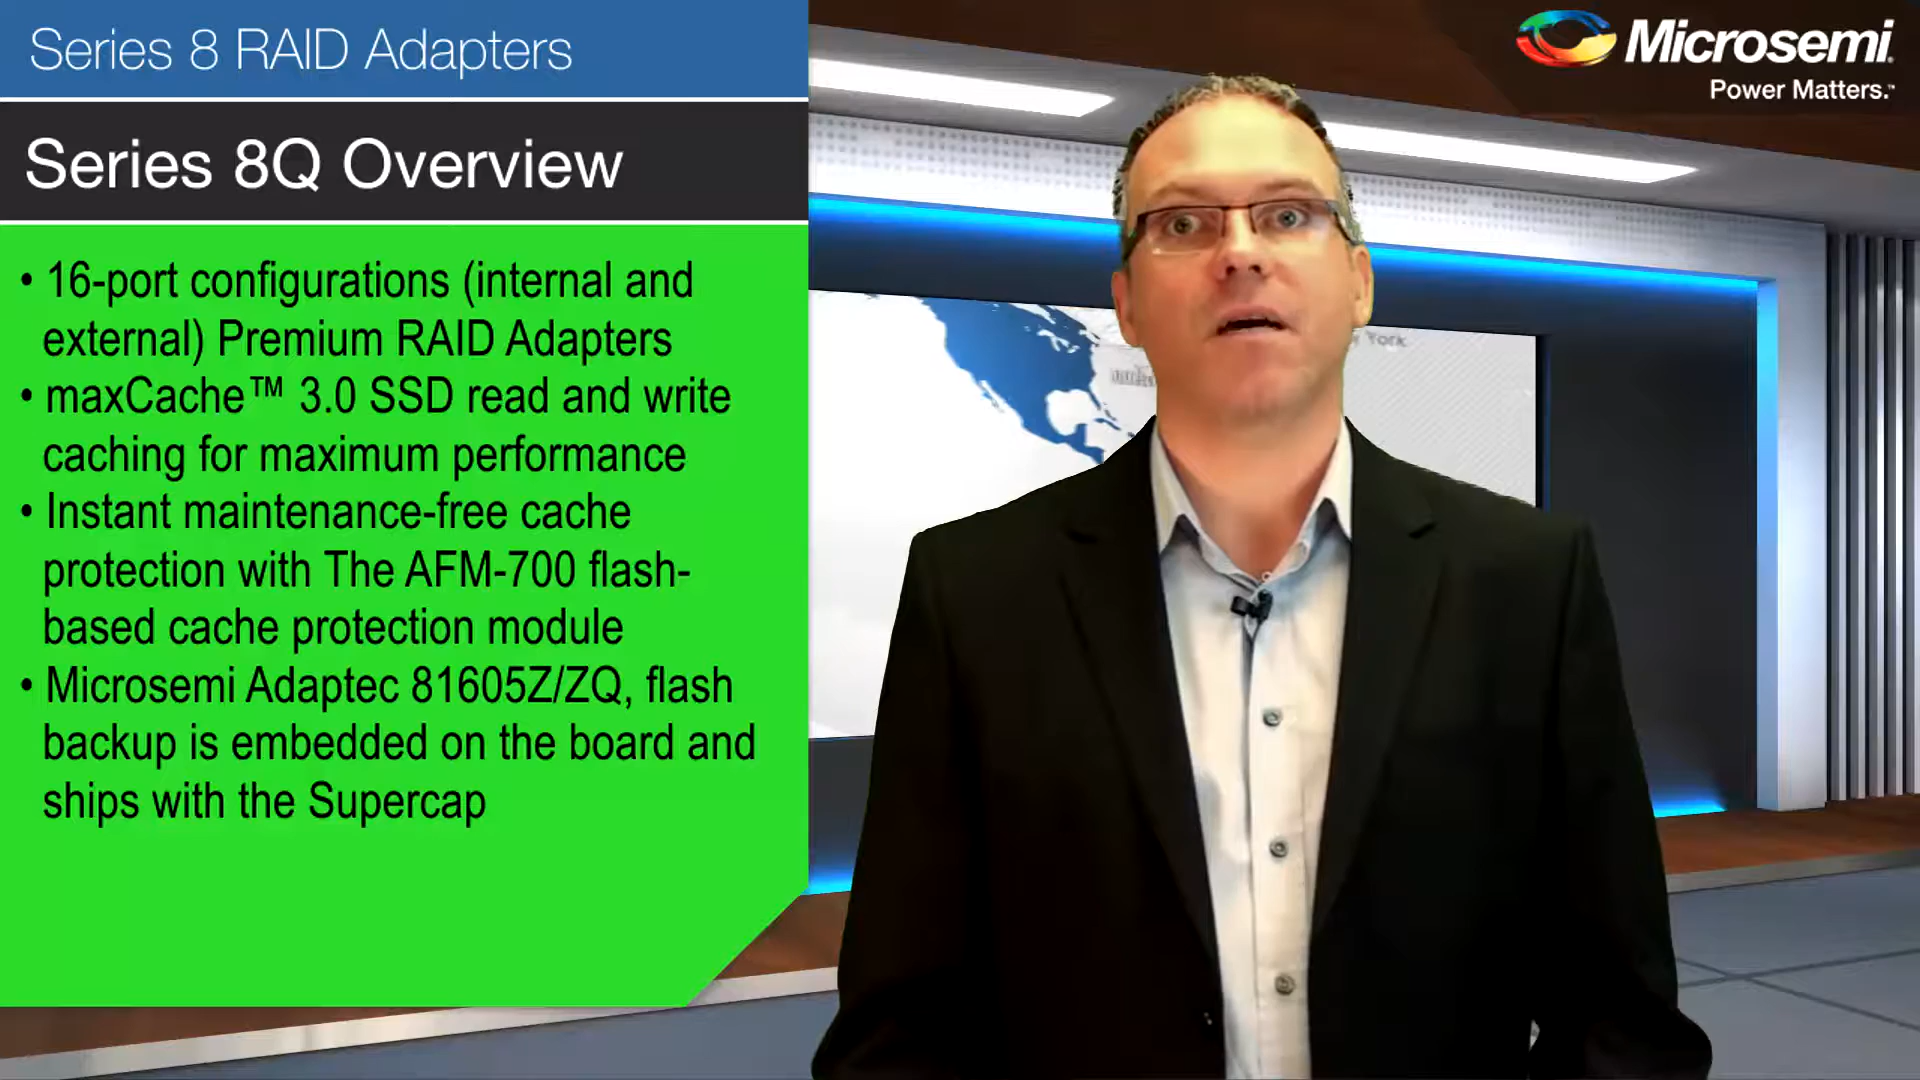 Series 8 RAID Adapters
Series 8Q Overview
• 16-port configurations (internal and
external) Premium RAID Adapters
• maxCache™ 3.0 SSD read and write
caching for maximum performance
• Instant maintenance-free cache
protection with The AFM-700 flash-
based cache protection module
• Microsemi Adaptec 81605Z/ZQ, flash
backup is embedded on the board and
ships with the Supercap
Microsemi®
Power Matters.™
York